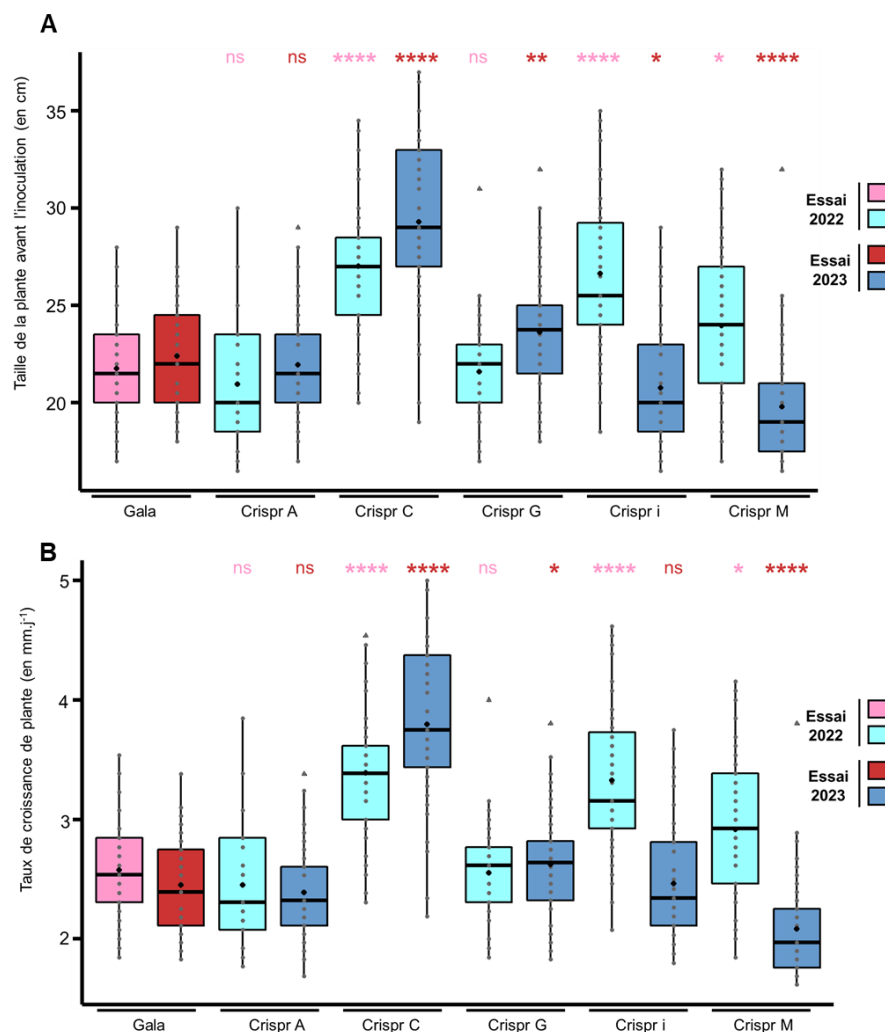 A
ns ns **** **** ns ** **** * * ****
Taille de la plante avant l'inoculation (en cm)
35
30
25
20
Essai
2022
Essai
2023
Gala Crispr A Crispr C Crispr G Crispr i Crispr M
B
ns ns **** **** ns * **** ns * ****
Taux de croissance de plante (en mm.j⁻¹)
5
4
3
2
Essai
2022
Essai
2023
Gala Crispr A Crispr C Crispr G Crispr i Crispr M